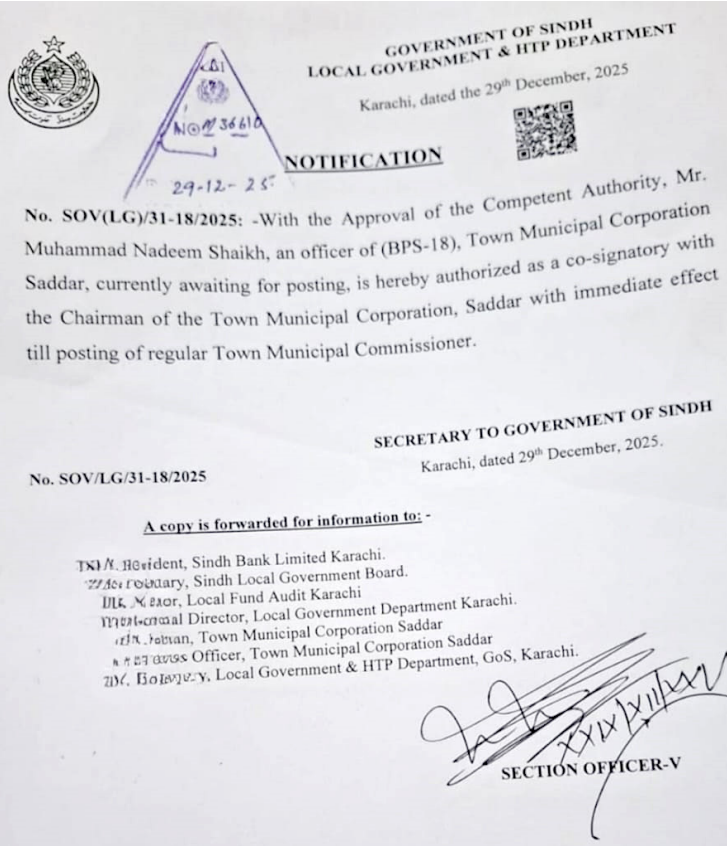 GOVERNMENT OF SINDH
LOCAL GOVERNMENT & HTP DEPARTMENT
Karachi, dated the 29th December, 2025
29-12-25
NOTIFICATION
No. SOV(LG)/31-18/2025: -With the Approval of the Competent Authority, Mr.
Muhammad Nadeem Shaikh, an officer of (BPS-18), Town Municipal Corporation
Saddar, currently awaiting for posting, is hereby authorized as a co-signatory with
the Chairman of the Town Municipal Corporation, Saddar with immediate effect
till posting of regular Town Municipal Commissioner.
SECRETARY TO GOVERNMENT OF SINDH
Karachi, dated 29th December, 2025.
No. SOV/LG/31-18/2025
A copy is forwarded for information to: -
Sindh Bank Limited Karachi.
Sindh Local Government Board.
Local Fund Audit Karachi
Director, Local Government Department Karachi.
Town Municipal Corporation Saddar
Officer, Town Municipal Corporation Saddar
Local Government & HTP Department, GoS, Karachi.
XXIX/XII/XXV
SECTION OFFICER-V